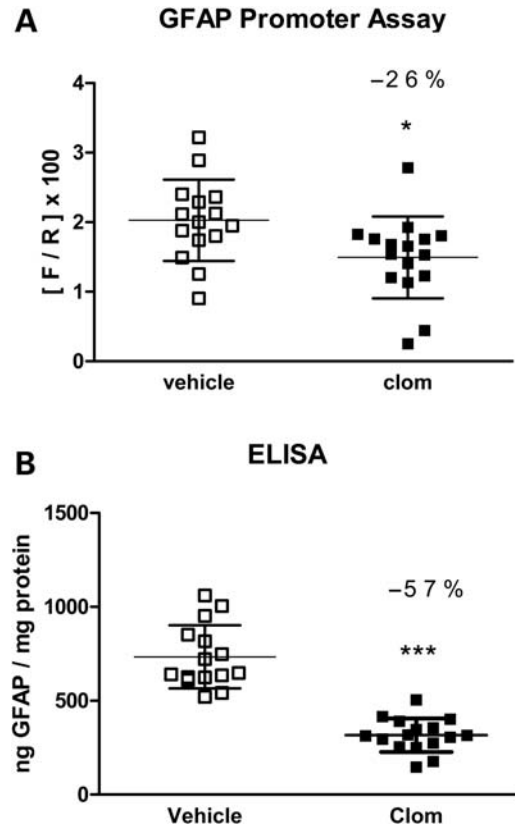 A
GFAP Promoter Assay
−2 6 %
*
[ F / R ] x 100
4
3
2
1
0
vehicle clom
B
ELISA
−5 7 %
***
ng GFAP / mg protein
1500
1000
500
0
Vehicle Clom